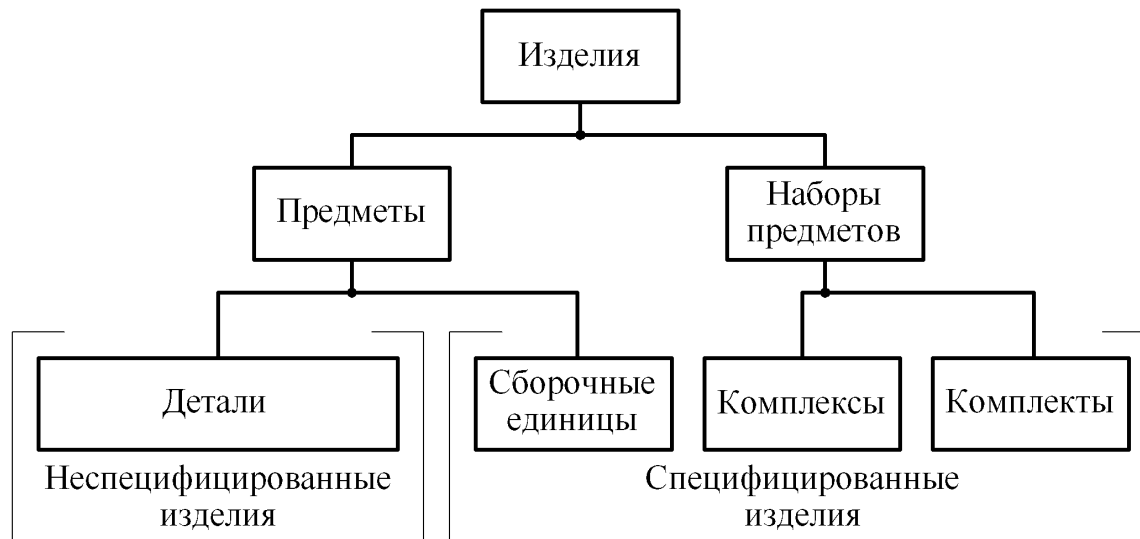 Изделия
Предметы
Наборы
предметов
Детали
Сборочные
единицы
Комплексы
Комплекты
Неспецифицированные
изделия
Специфицированные
изделия